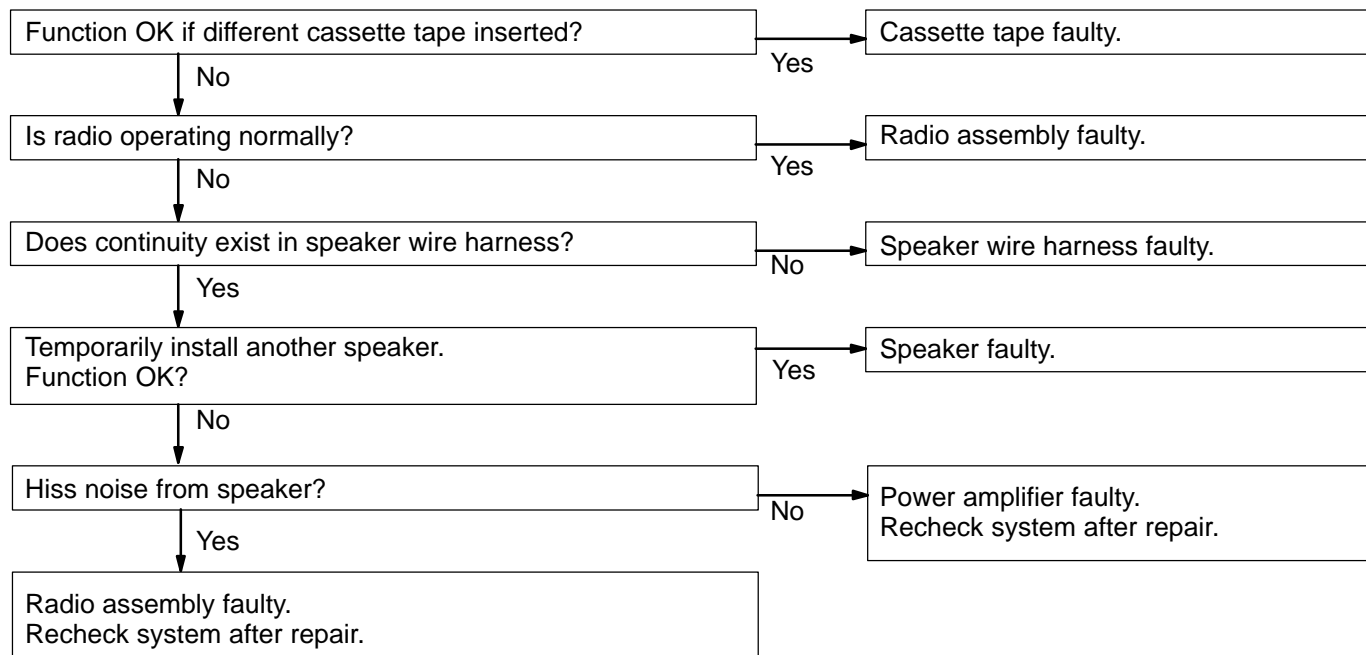 Function OK if different cassette tape inserted?
Yes
Cassette tape faulty.
No
Is radio operating normally?
Yes
Radio assembly faulty.
No
Does continuity exist in speaker wire harness?
No
Speaker wire harness faulty.
Yes
Temporarily install another speaker.
Function OK?
Yes
Speaker faulty.
No
Hiss noise from speaker?
No
Power amplifier faulty.
Recheck system after repair.
Yes
Radio assembly faulty.
Recheck system after repair.